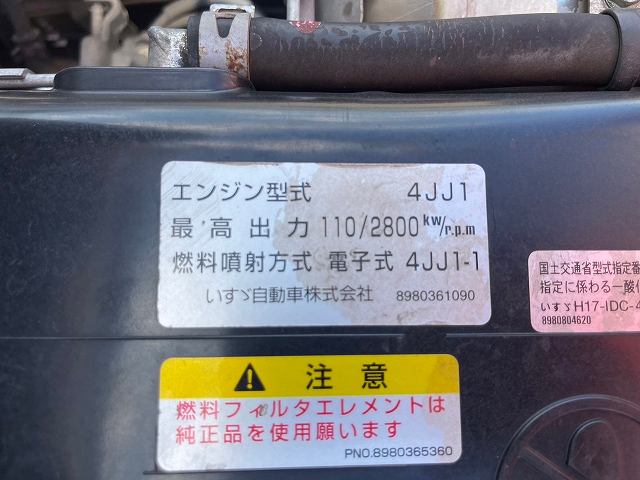 エンジン型式 4JJ1
最高出力 110/2800 kw/r.p.m
燃料噴射方式 電子式 4JJ1-1
いすゞ自動車株式会社 8980361090
国土交通省型式指定番
指定に係わる一酸化
いすゞH17-IDC-4
8980804620
注意
燃料フィルタエレメントは
純正品を使用願います
PNO.8980365360